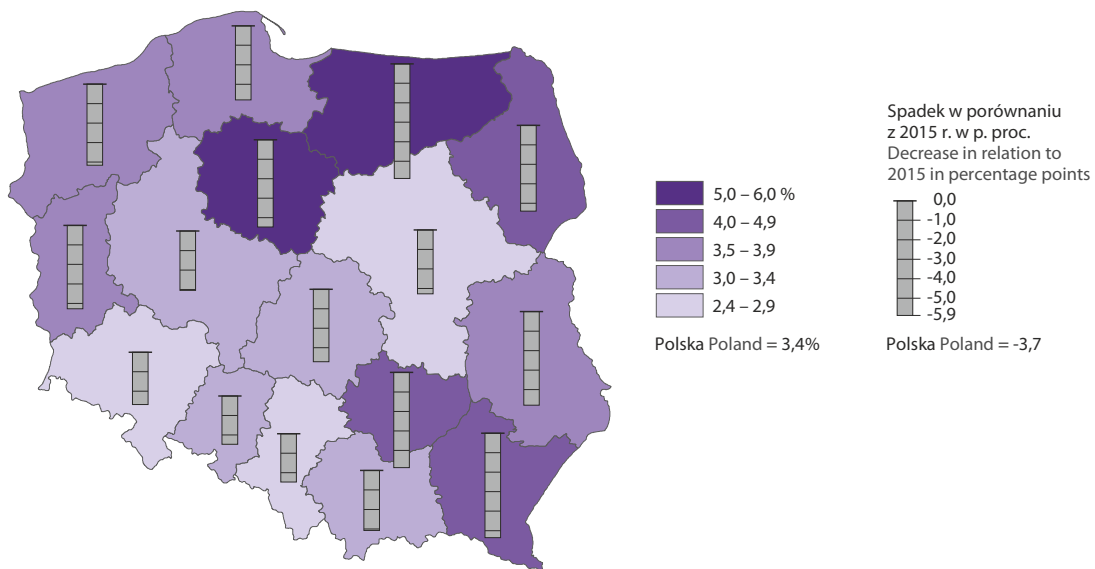 5,0 – 6,0 %
4,0 – 4,9
3,5 – 3,9
3,0 – 3,4
2,4 – 2,9
Polska Poland = 3,4%
Spadek w porównaniu
z 2015 r. w p. proc.
Decrease in relation to
2015 in percentage points
0,0
-1,0
-2,0
-3,0
-4,0
-5,0
-5,9
Polska Poland = -3,7